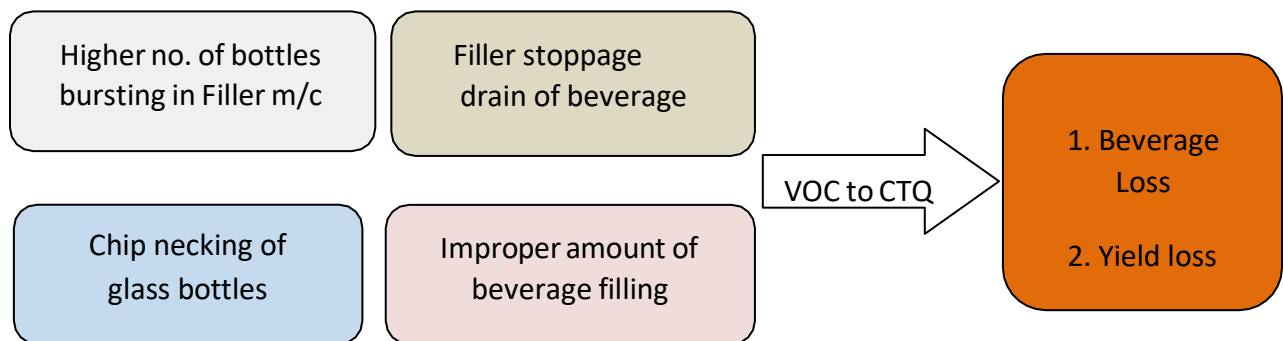 Higher no. of bottles
bursting in Filler m/c
Filler stoppage
drain of beverage
Chip necking of
glass bottles
Improper amount of
beverage filling
VOC to CTQ
1. Beverage
Loss
2. Yield loss